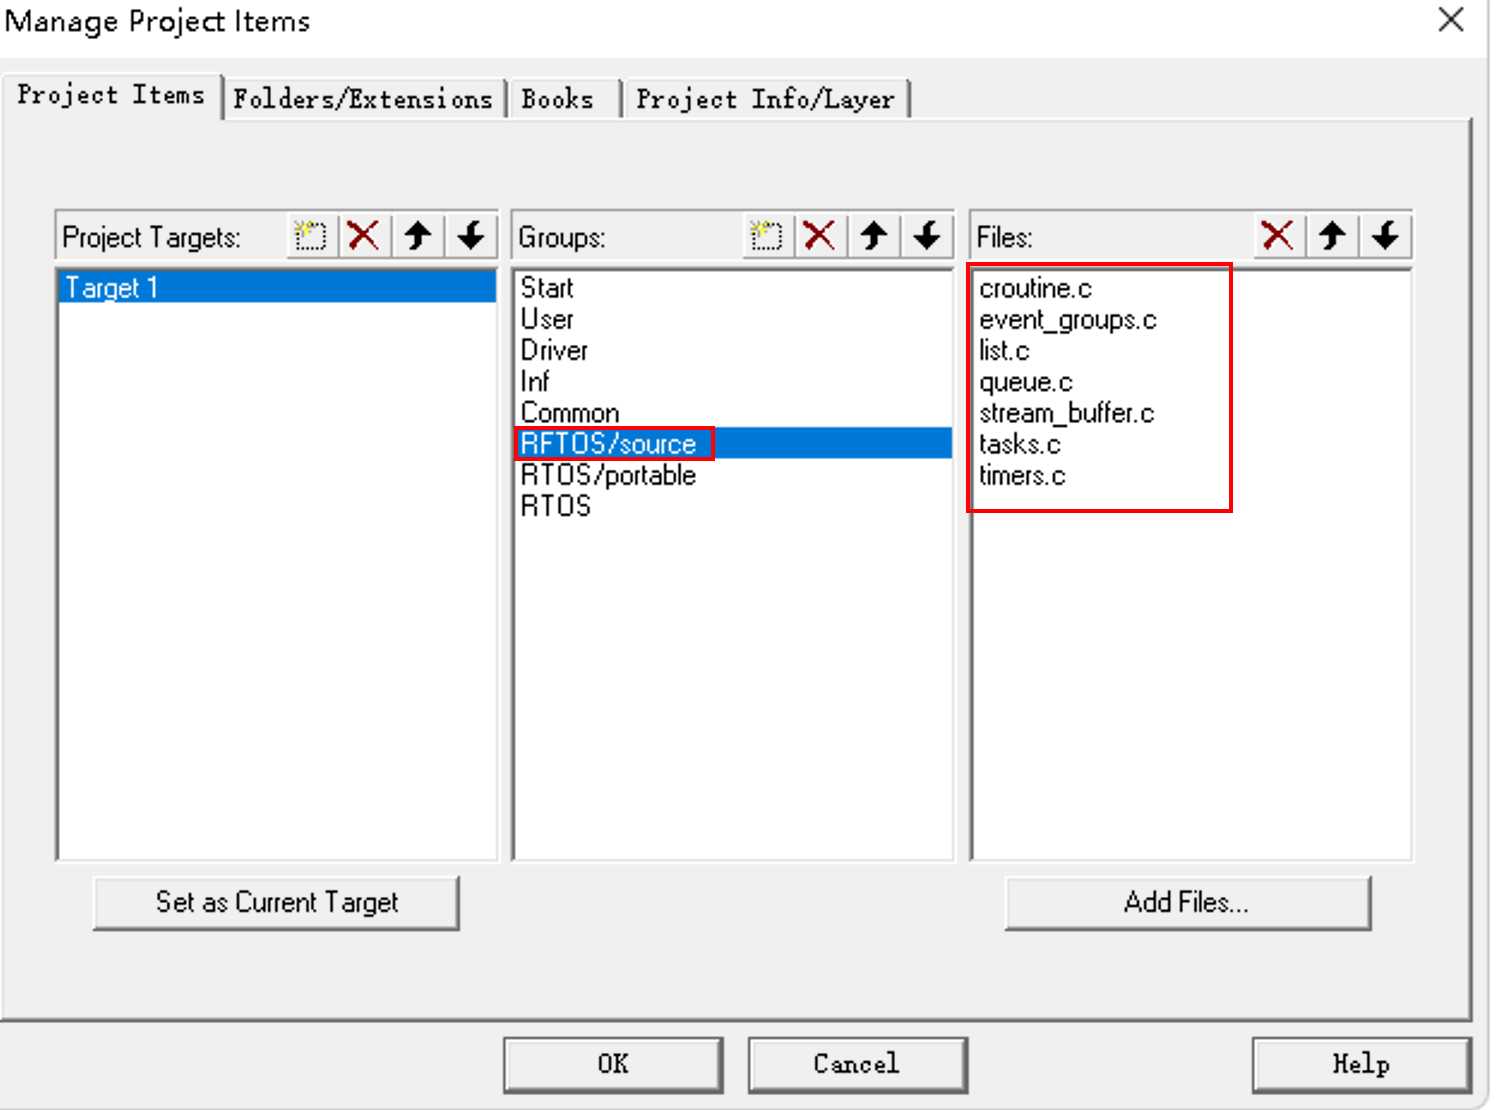 Manage Project Items
Project Items Folders/Extensions Books Project Info/Layer
Project Targets: Groups: Files:
Target 1
Start
User
Driver
Inf
Common
RFTOS/source
RTOS/portable
RTOS
croutine.c
event_groups.c
list.c
queue.c
stream_buffer.c
tasks.c
timers.c
Set as Current Target Add Files...
OK Cancel Help